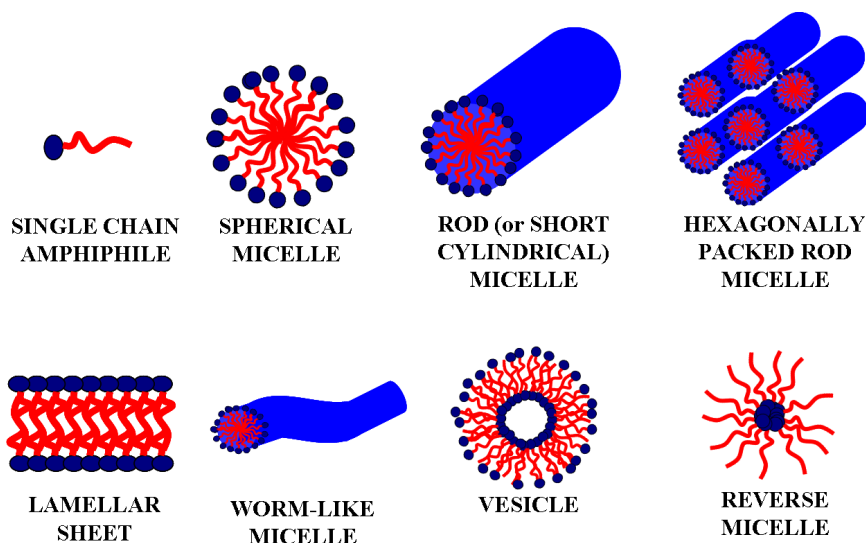 SINGLE CHAIN
AMPHIPHILE
SPHERICAL
MICELLE
ROD (or SHORT
CYLINDRICAL)
MICELLE
HEXAGONALLY
PACKED ROD
MICELLE
LAMELLAR
SHEET
WORM-LIKE
MICELLE
VESICLE
REVERSE
MICELLE